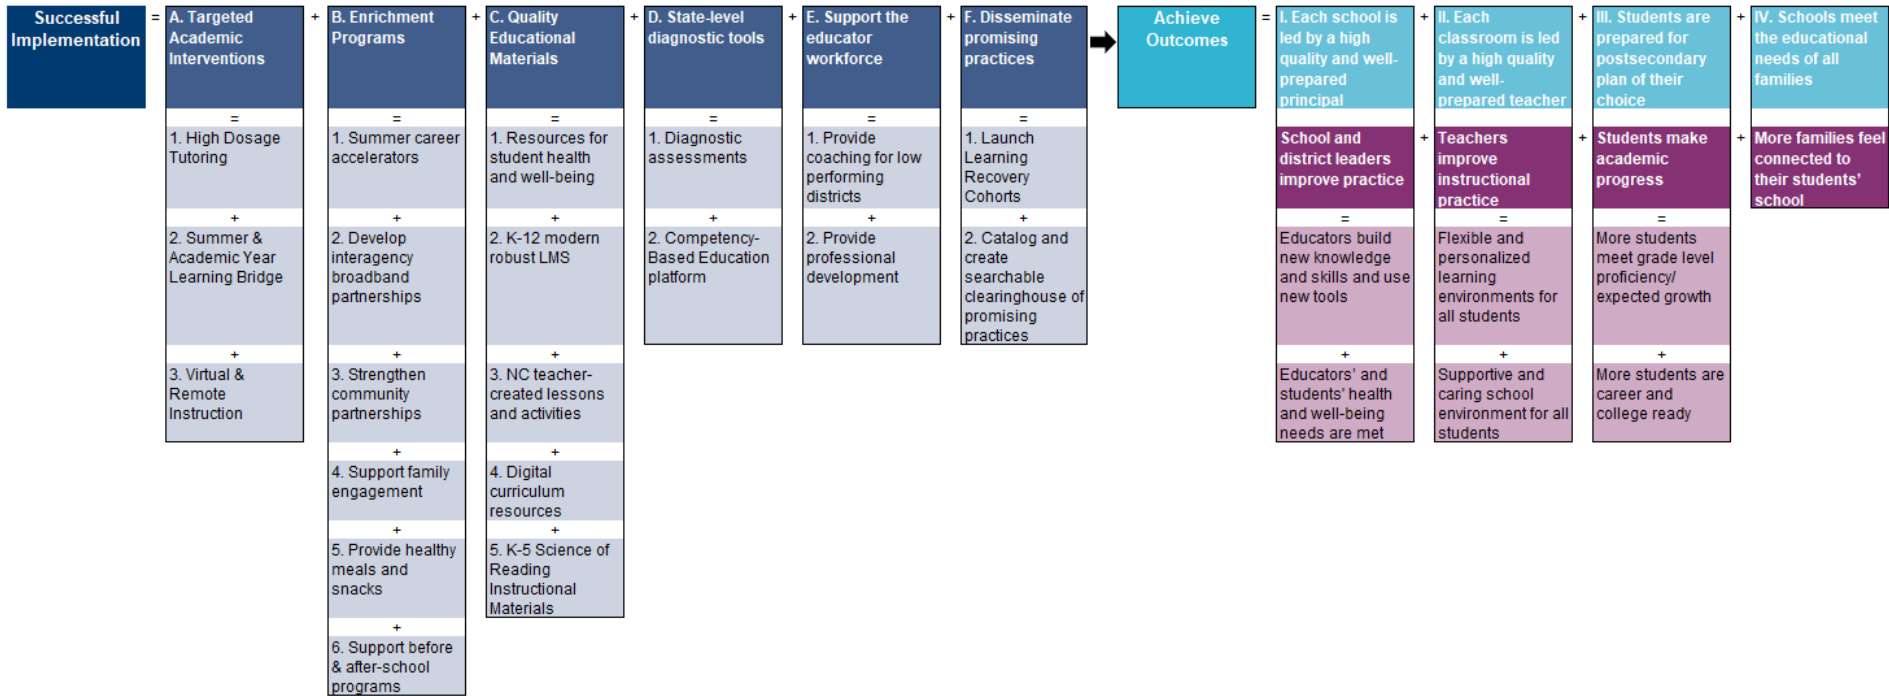 Successful
Implementation
=
A. Targeted
Academic
Interventions
=
1. High Dosage
Tutoring
+
2. Summer &
Academic Year
Learning Bridge
+
3. Virtual &
Remote
Instruction
+
B. Enrichment
Programs
=
1. Summer career
accelerators
+
2. Develop
interagency
broadband
partnerships
+
3. Strengthen
community
partnerships
+
4. Support family
engagement
+
5. Provide healthy
meals and
snacks
+
6. Support before
& after-school
programs
+
C. Quality
Educational
Materials
=
1. Resources for
student health
and well-being
+
2. K-12 modern
robust LMS
+
3. NC teacher-
created lessons
and activities
+
4. Digital
curriculum
resources
+
5. K-5 Science of
Reading
Instructional
Materials
+
D. State-level
diagnostic tools
=
1. Diagnostic
assessments
+
2. Competency-
Based Education
platform
+
E. Support the
educator
workforce
=
1. Provide
coaching for low
performing
districts
+
2. Provide
professional
development
+
F. Disseminate
promising
practices
=
1. Launch
Learning
Recovery
Cohorts
+
2. Catalog and
create
searchable
clearinghouse of
promising
practices
Achieve
Outcomes
=
I. Each school is
led by a high
quality and well-
prepared
principal
School and
district leaders
improve practice
=
Educators build
new knowledge
and skills and use
new tools
+
Educators' and
students' health
and well-being
needs are met
+
II. Each
classroom is led
by a high quality
and well-
prepared teacher
+
Teachers
improve
instructional
practice
=
Flexible and
personalized
learning
environments for
all students
+
Supportive and
caring school
environment for all
students
+
III. Students are
prepared for
postsecondary
plan of their
choice
+
Students make
academic
progress
=
More students
meet grade level
proficiency/
expected growth
+
More students are
career and
college ready
+
IV. Schools meet
the educational
needs of all
families
+
More families feel
connected to
their students'
school